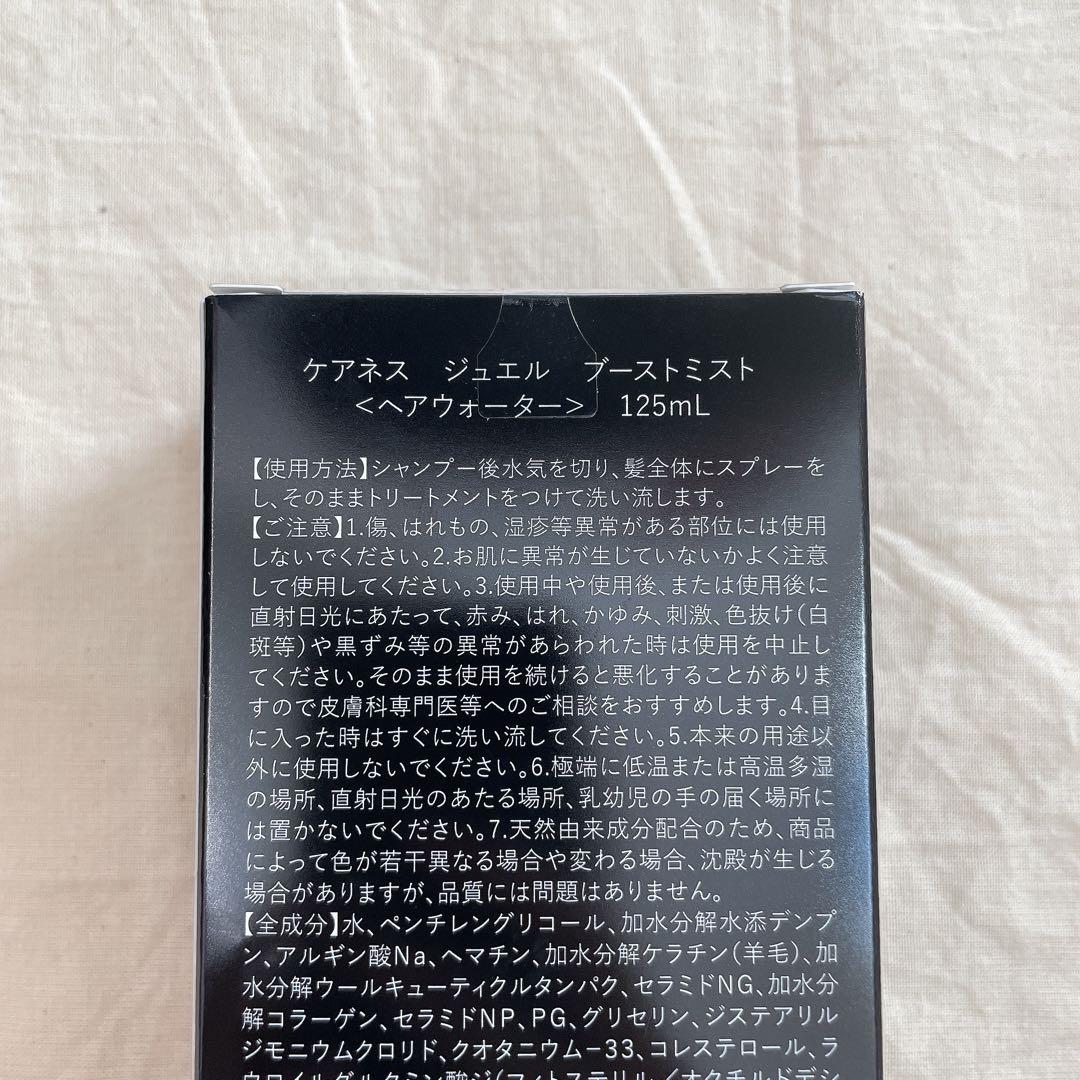 ケアネス　ジュエル　ブーストミスト
<ヘアウォーター>　125mL
【使用方法】シャンプー後水気を切り、髪全体にスプレーを
し、そのままトリートメントをつけて洗い流します。
【ご注意】1.傷、はれもの、湿疹等異常がある部位には使用
しないでください。2.お肌に異常が生じていないかよく注意
して使用してください。3.使用中や使用後、または使用後に
直射日光にあたって、赤み、はれ、かゆみ、刺激、色抜け(白
斑等)や黒ずみ等の異常があらわれた時は使用を中止し
てください。そのまま使用を続けると悪化することがありま
すので皮膚科専門医等へのご相談をおすすめします。4.目
に入った時はすぐに洗い流してください。5.本来の用途以
外に使用しないでください。6.極端に低温または高温多湿
の場所、直射日光のあたる場所、乳幼児の手の届く場所に
は置かないでください。7.天然由来成分配合のため、商品
によって色が若干異なる場合や変わる場合、沈殿が生じる
場合がありますが、品質には問題はありません。
【全成分】水、ペンチレングリコール、加水分解水添デンプ
ン、アルギン酸Na、ヘマチン、加水分解ケラチン(羊毛)、加
水分解ウールキューティクルタンパク、セラミドNG、加水分
解コラーゲン、セラミドNP、PG、グリセリン、ジステアリル
ジモニウムクロリド、クオタニウム-33、コレステロール、ラ
ウロイルグルタミン酸ジ(フィトステリル/オクチルドデシ